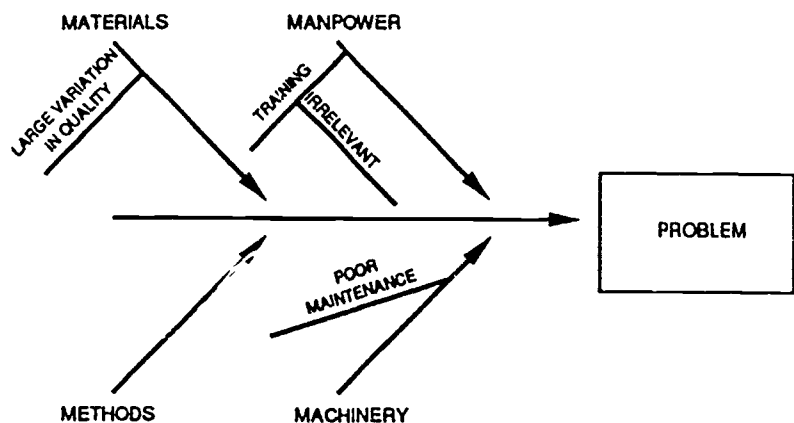 MATERIALS
MANPOWER
LARGE VARIATION
IN QUALITY
TRAINING
IRRELEVANT
PROBLEM
POOR
MAINTENANCE
METHODS
MACHINERY